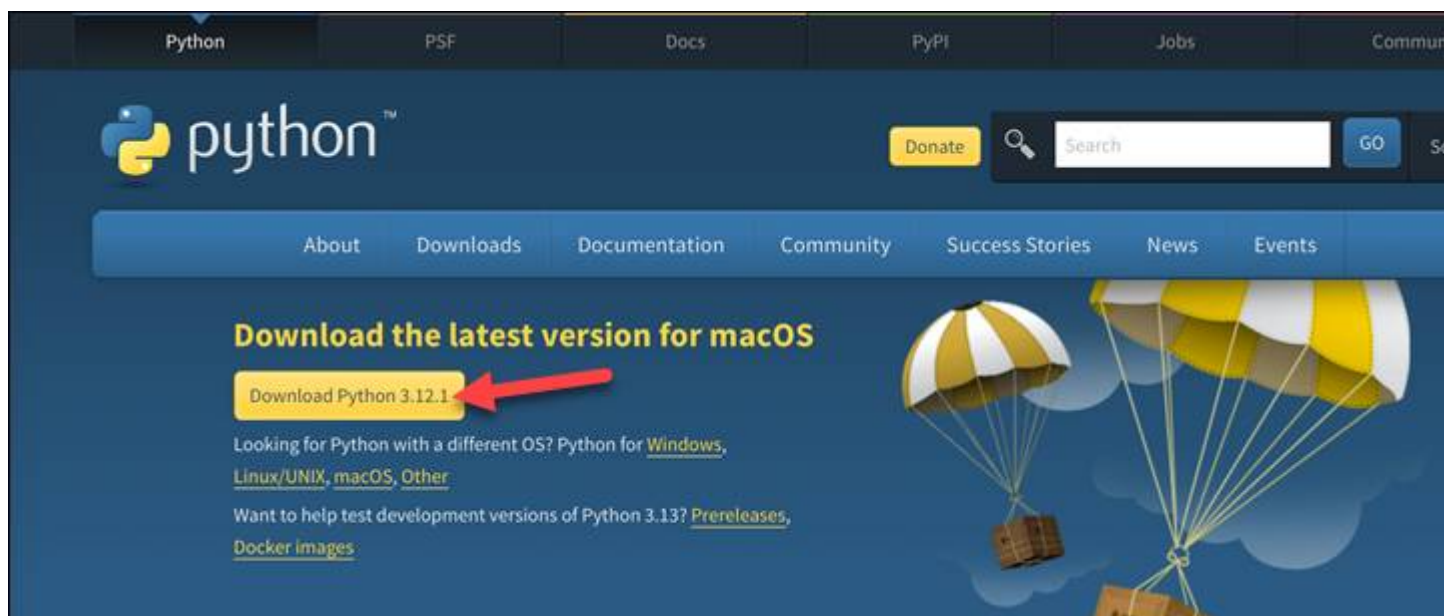 Python PSF Docs PyPI Jobs
python™
Donate Search GO
About Downloads Documentation Community Success Stories News Events
Download the latest version for macOS
Download Python 3.12.1
Looking for Python with a different OS? Python for Windows,
Linux/UNIX, macOS, Other
Want to help test development versions of Python 3.13? Prereleases,
Docker images